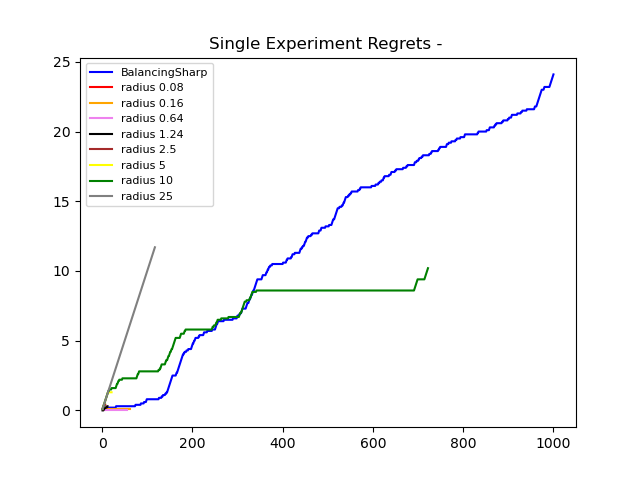 Single Experiment Regrets -
25
20
15
10
5
0
BalancingSharp
radius 0.08
radius 0.16
radius 0.64
radius 1.24
radius 2.5
radius 5
radius 10
radius 25
0 200 400 600 800 1000